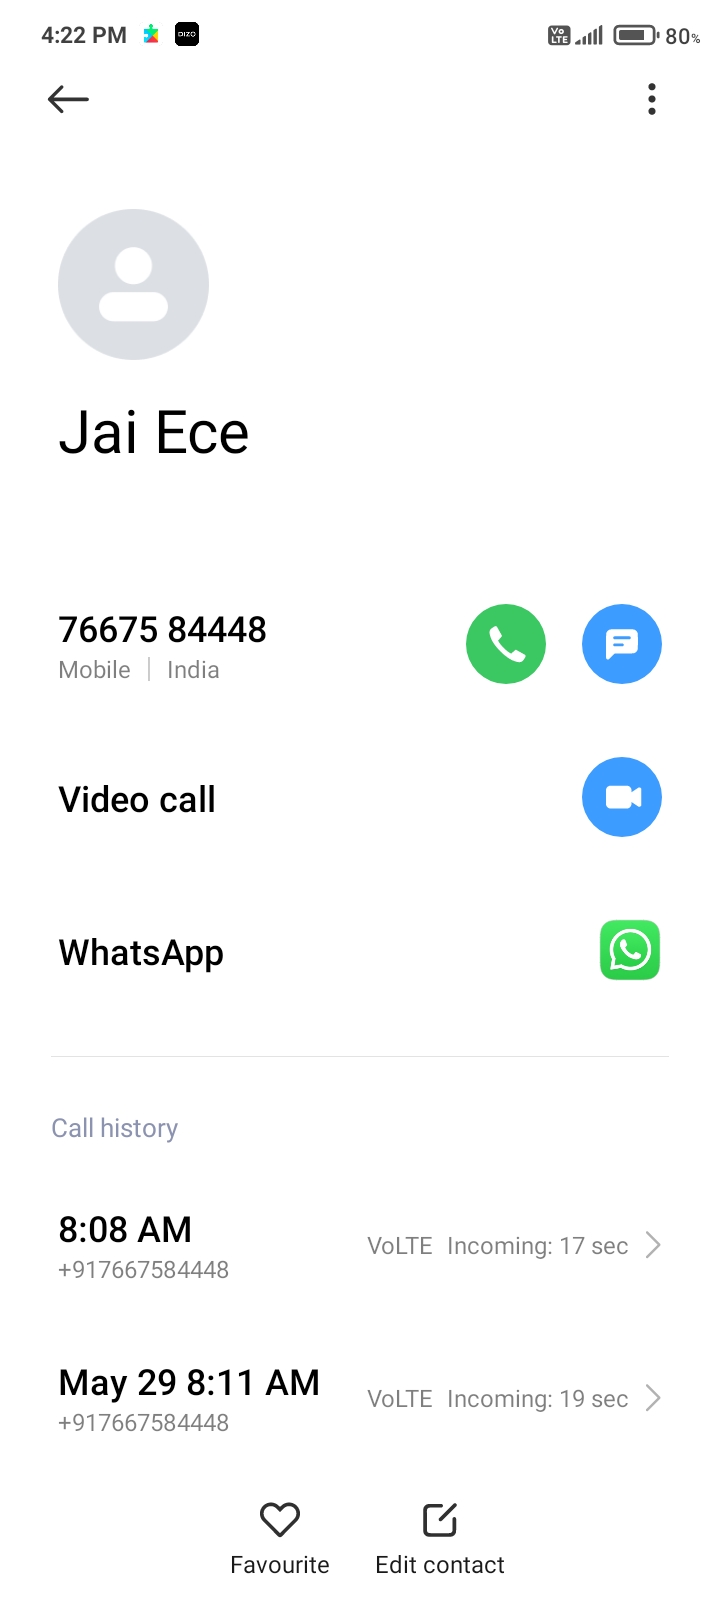 4:22 PM DIZO Vo LTE 80%
Jai Ece
76675 84448
Mobile | India
Video call
WhatsApp
Call history
8:08 AM
+917667584448
VoLTE Incoming: 17 sec
May 29 8:11 AM
+917667584448
VoLTE Incoming: 19 sec
Favourite Edit contact